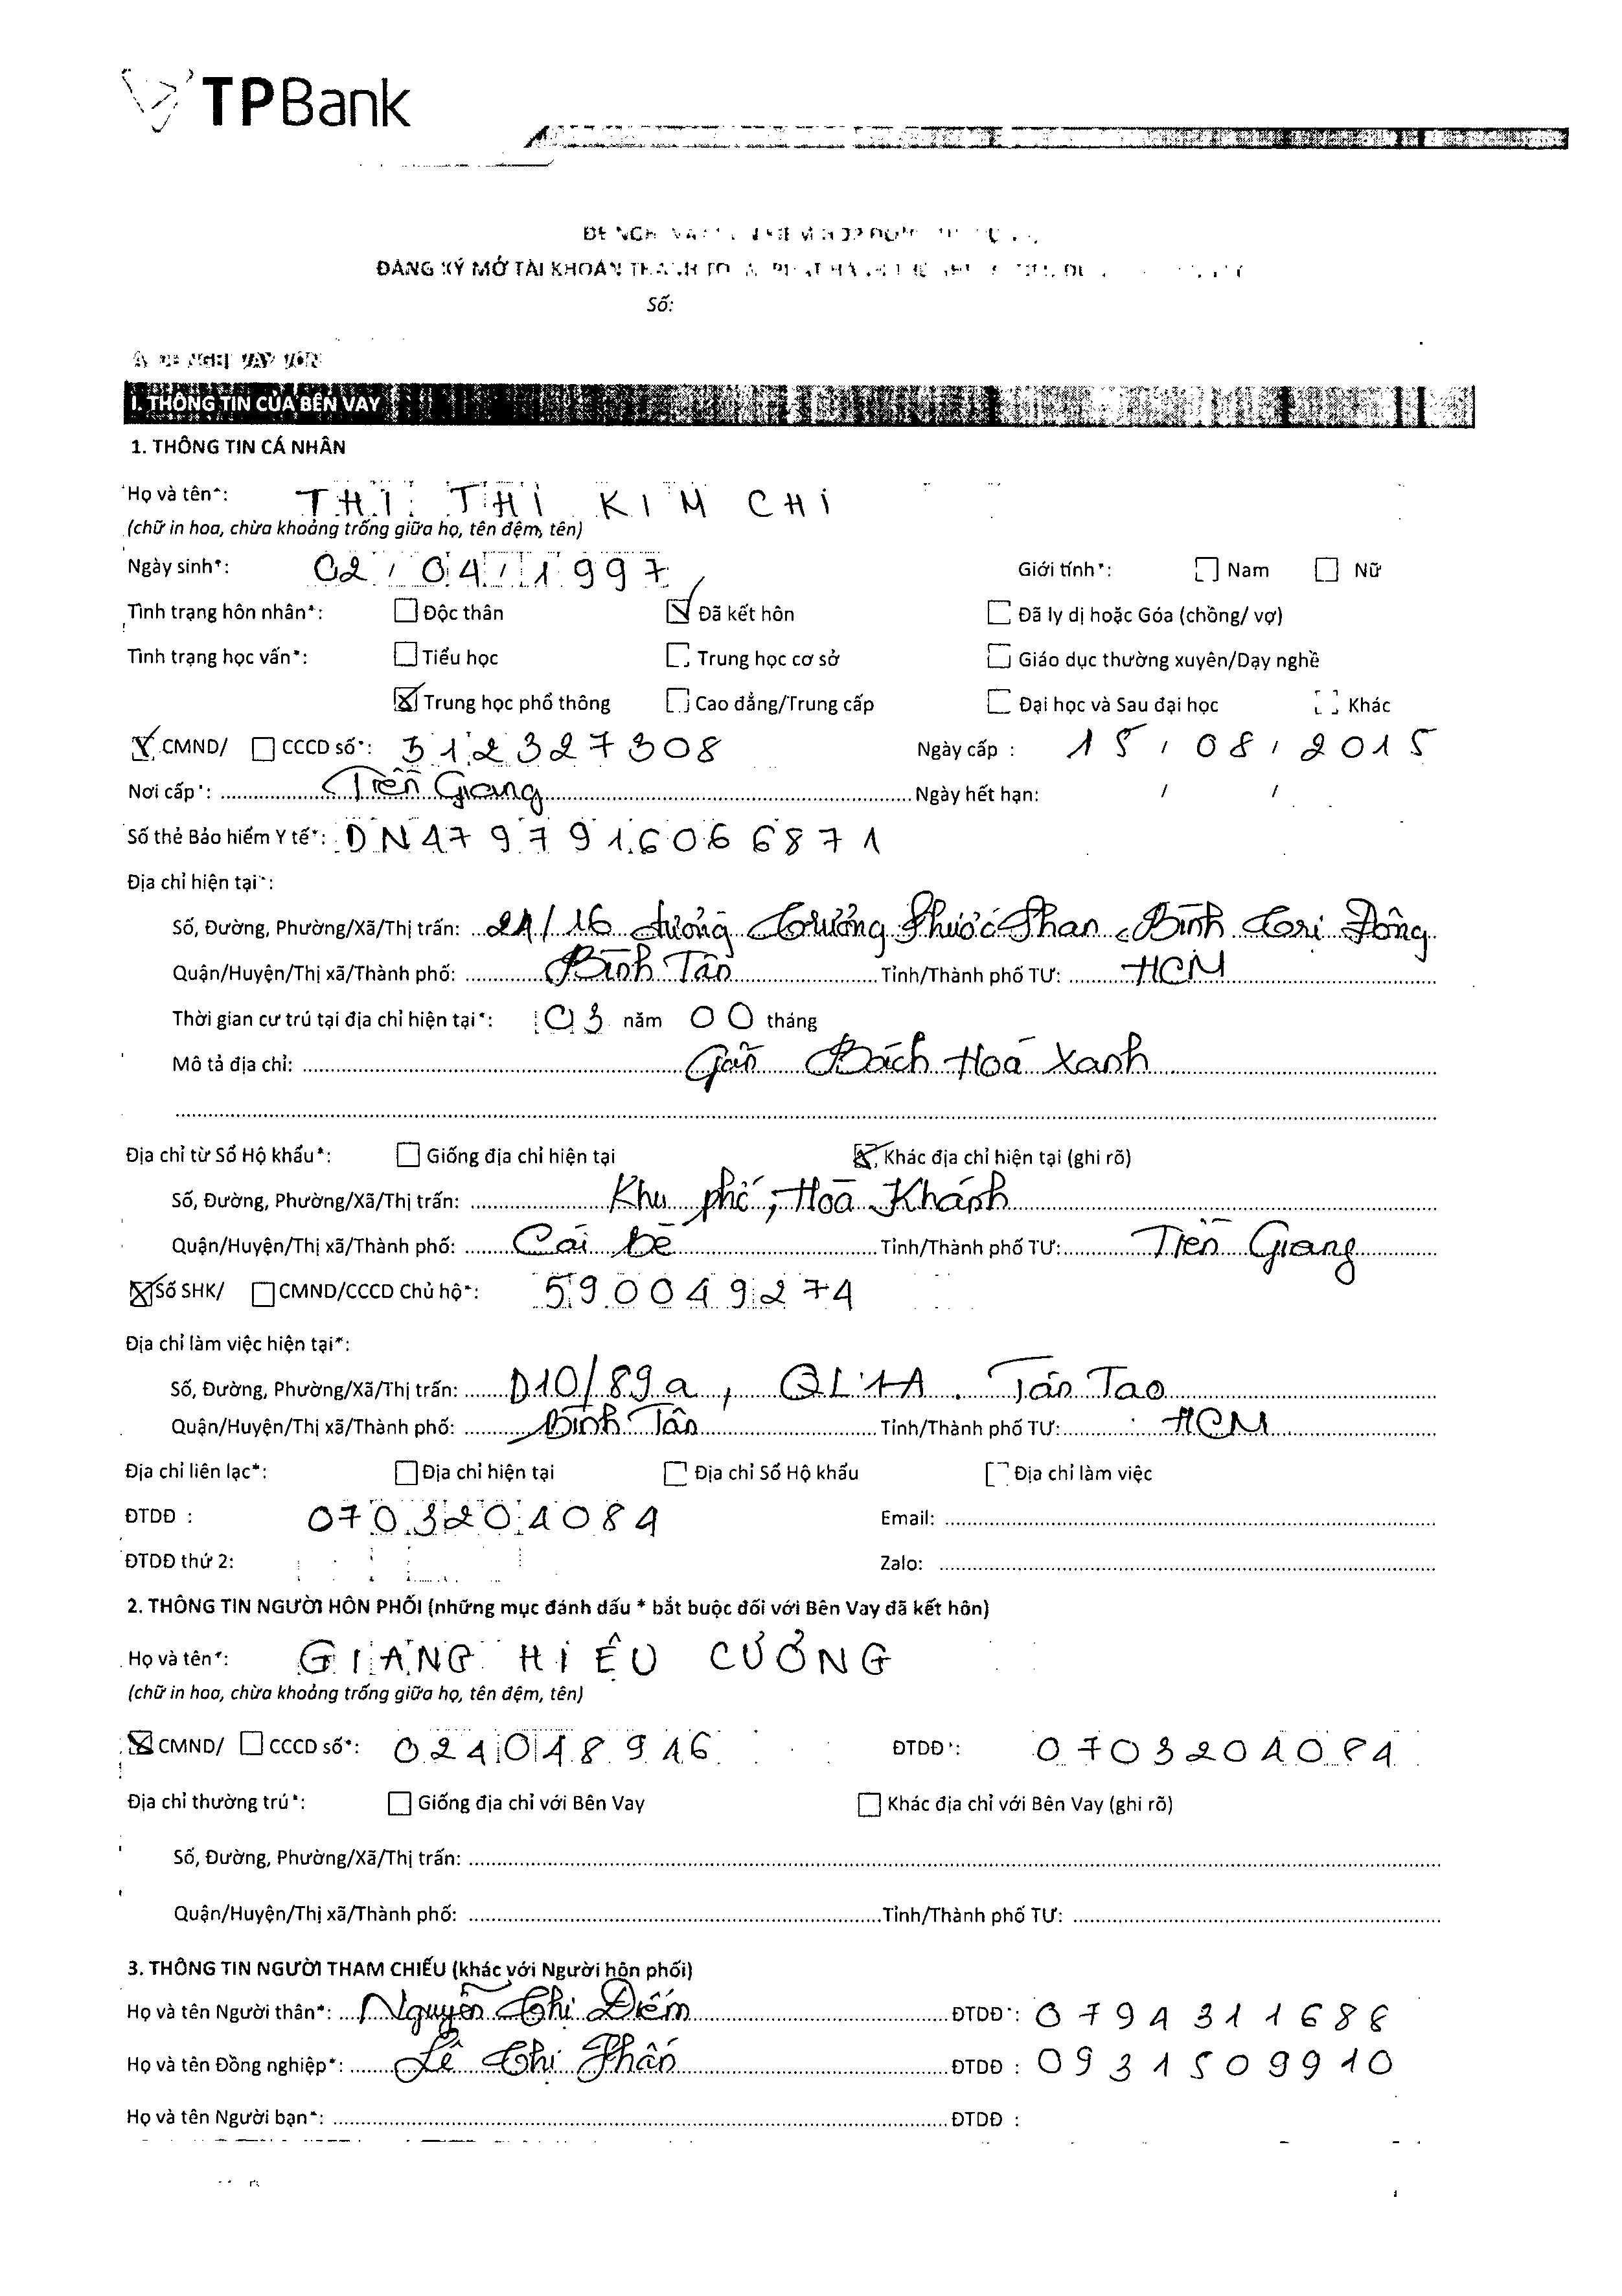 TPBank
ĐĂNG KÝ MỞ TÀI KHOẢN THANH TO
Số:
I. THÔNG TIN CỦA BÊN VAY
1. THÔNG TIN CÁ NHÂN
Họ và tên*: THI THI KIM CHI
(chữ in hoa, chừa khoảng trống giữa họ, tên đệm, tên)
Ngày sinh*: 02/04/1997 Giới tính*: Nam Nữ
Tình trạng hôn nhân*: Độc thân Đã kết hôn Đã ly dị hoặc Góa (chồng/ vợ)
Tình trạng học vấn*: Tiểu học Trung học cơ sở Giáo dục thường xuyên/Dạy nghề
Trung học phổ thông Cao đẳng/Trung cấp Đại học và Sau đại học Khác
CMND/ CCCD số*: 312327308 Ngày cấp : 15/08/2015
Nơi cấp*: Tiền Giang Ngày hết hạn: / /
Số thẻ Bảo hiểm Y tế*: DN4797916066871
Địa chỉ hiện tại*:
Số, Đường, Phường/Xã/Thị trấn: 21/16 đường Trương Phước Phan, Bình Trị Đông
Quận/Huyện/Thị xã/Thành phố: Bình Tân Tỉnh/Thành phố TƯ: HCM
Thời gian cư trú tại địa chỉ hiện tại*: 03 năm 00 tháng
Mô tả địa chỉ: Gần Bách Hoá Xanh
Địa chỉ từ Sổ Hộ khẩu*: Giống địa chỉ hiện tại Khác địa chỉ hiện tại (ghi rõ)
Số, Đường, Phường/Xã/Thị trấn: Khu phố, Hoà Khánh
Quận/Huyện/Thị xã/Thành phố: Cái bè Tỉnh/Thành phố TƯ: Tiền Giang
Số SHK/ CMND/CCCD Chủ hộ*: 590049274
Địa chỉ làm việc hiện tại*:
Số, Đường, Phường/Xã/Thị trấn: D10/89a, QL1A. Tân Tạo
Quận/Huyện/Thị xã/Thành phố: Bình Tân Tỉnh/Thành phố TƯ: HCM
Địa chỉ liên lạc*: Địa chỉ hiện tại Địa chỉ Sổ Hộ khẩu Địa chỉ làm việc
ĐTDĐ : 0703201084 Email:
ĐTDĐ thứ 2: Zalo:
2. THÔNG TIN NGƯỜI HÔN PHỐI (những mục đánh dấu * bắt buộc đối với Bên Vay đã kết hôn)
Họ và tên*: GIANG HIỆU CƯỜNG
(chữ in hoa, chừa khoảng trống giữa họ, tên đệm, tên)
CMND/ CCCD số*: 024048946 ĐTDĐ*: 0703201084
Địa chỉ thường trú*: Giống địa chỉ với Bên Vay Khác địa chỉ với Bên Vay (ghi rõ)
Số, Đường, Phường/Xã/Thị trấn:
Quận/Huyện/Thị xã/Thành phố: Tỉnh/Thành phố TƯ:
3. THÔNG TIN NGƯỜI THAM CHIẾU (khác với Người hôn phối)
Họ và tên Người thân*: Nguyễn Thị Diễm ĐTDĐ*: 0794311686
Họ và tên Đồng nghiệp*: Lê Thị Phấn ĐTDĐ : 0931509910
Họ và tên Người bạn*: ĐTDĐ :